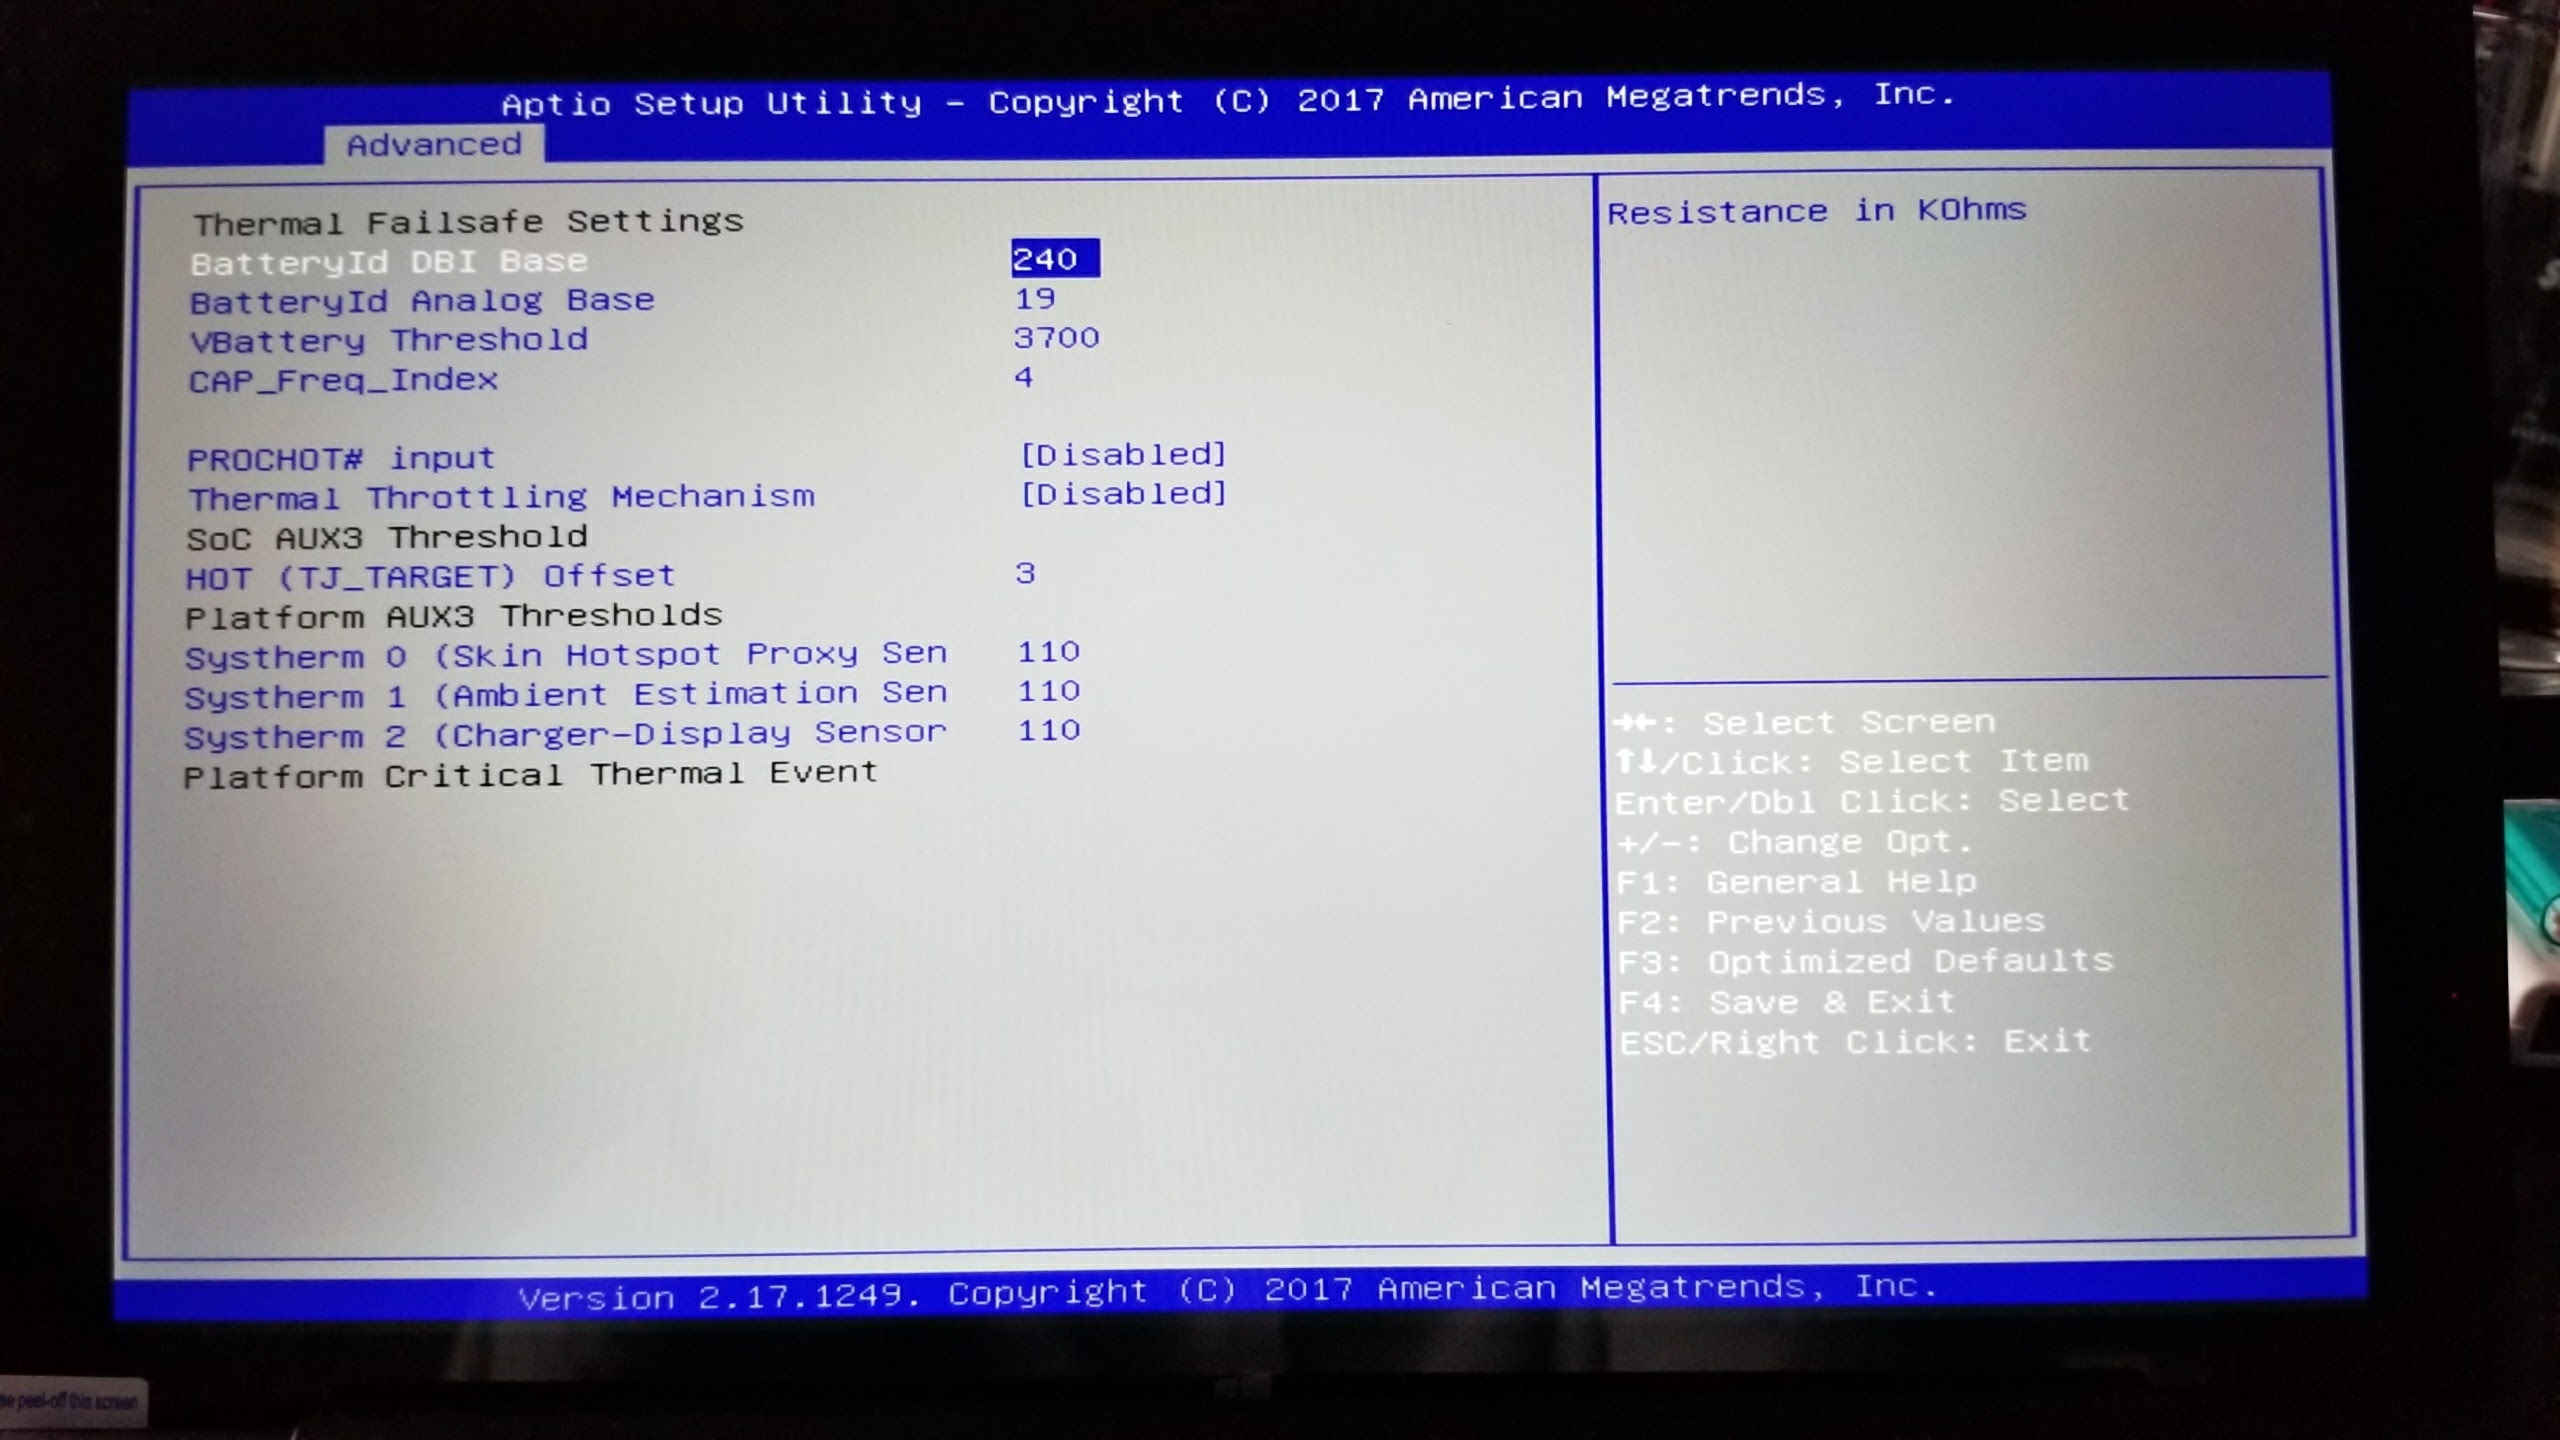 Aptio Setup Utility - Copyright (C) 2017 American Megatrends, Inc.
Advanced
Thermal Failsafe Settings
BatteryId DBI Base 240
BatteryId Analog Base 19
VBattery Threshold 3700
CAP_Freq_Index 4
PROCHOT# input [Disabled]
Thermal Throttling Mechanism [Disabled]
SoC AUX3 Threshold
HOT (TJ_TARGET) Offset 3
Platform AUX3 Thresholds
Systherm 0 (Skin Hotspot Proxy Sen 110
Systherm 1 (Ambient Estimation Sen 110
Systherm 2 (Charger-Display Sensor 110
Platform Critical Thermal Event
Resistance in KOhms
→←: Select Screen
↑↓/Click: Select Item
Enter/Dbl Click: Select
+/-: Change Opt.
F1: General Help
F2: Previous Values
F3: Optimized Defaults
F4: Save & Exit
ESC/Right Click: Exit
Version 2.17.1249. Copyright (C) 2017 American Megatrends, Inc.
peel-off this screen